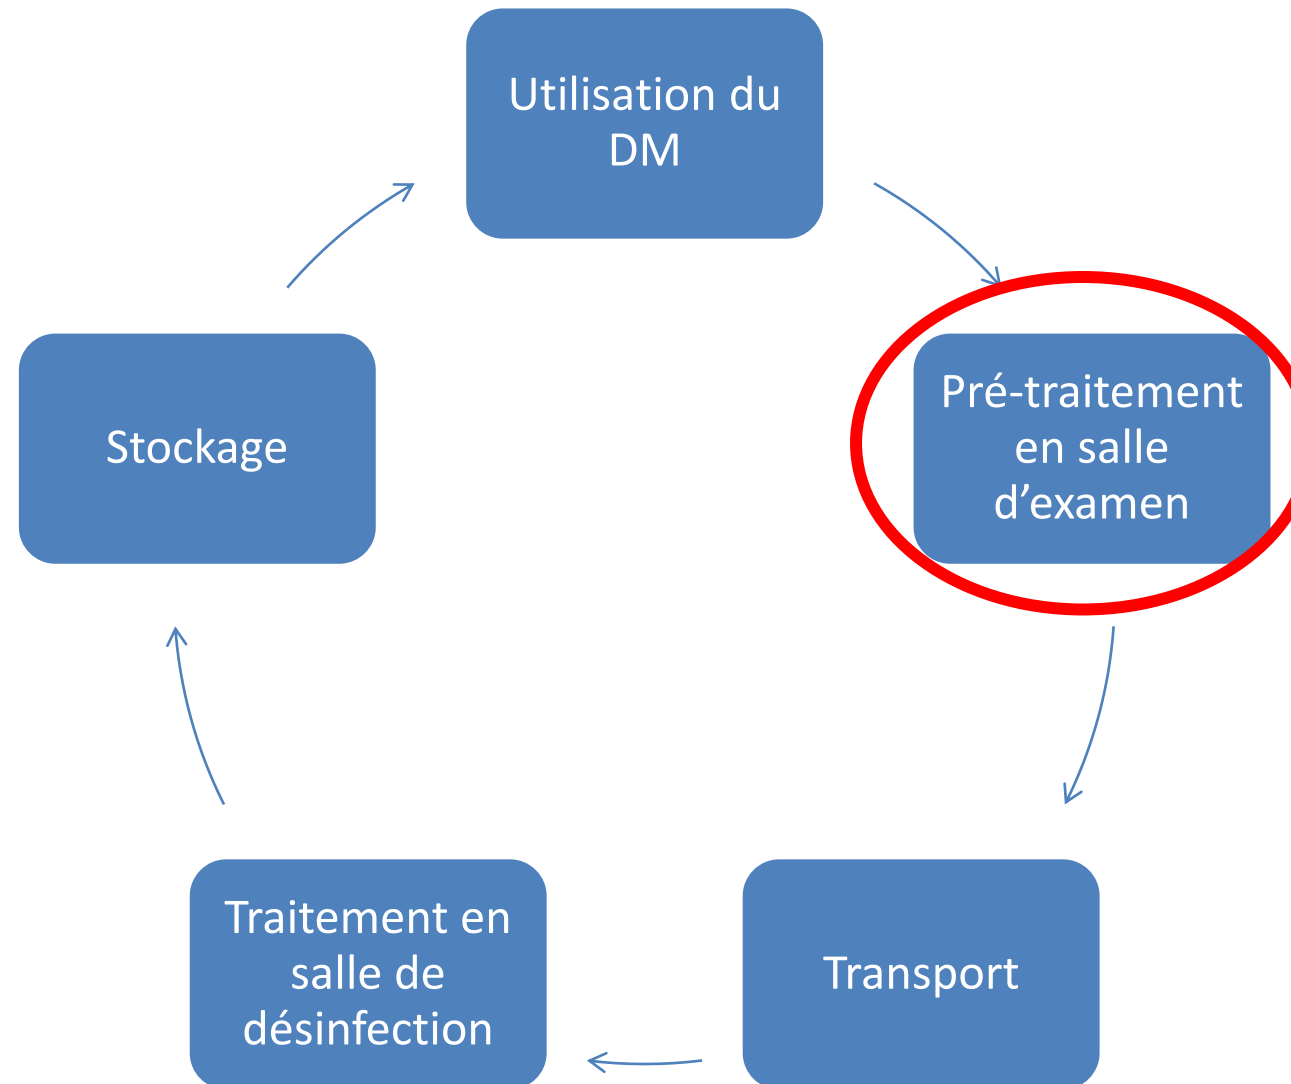 Utilisation du
DM
Pré-traitement
en salle
d’examen
Transport
Traitement en
salle de
désinfection
Stockage